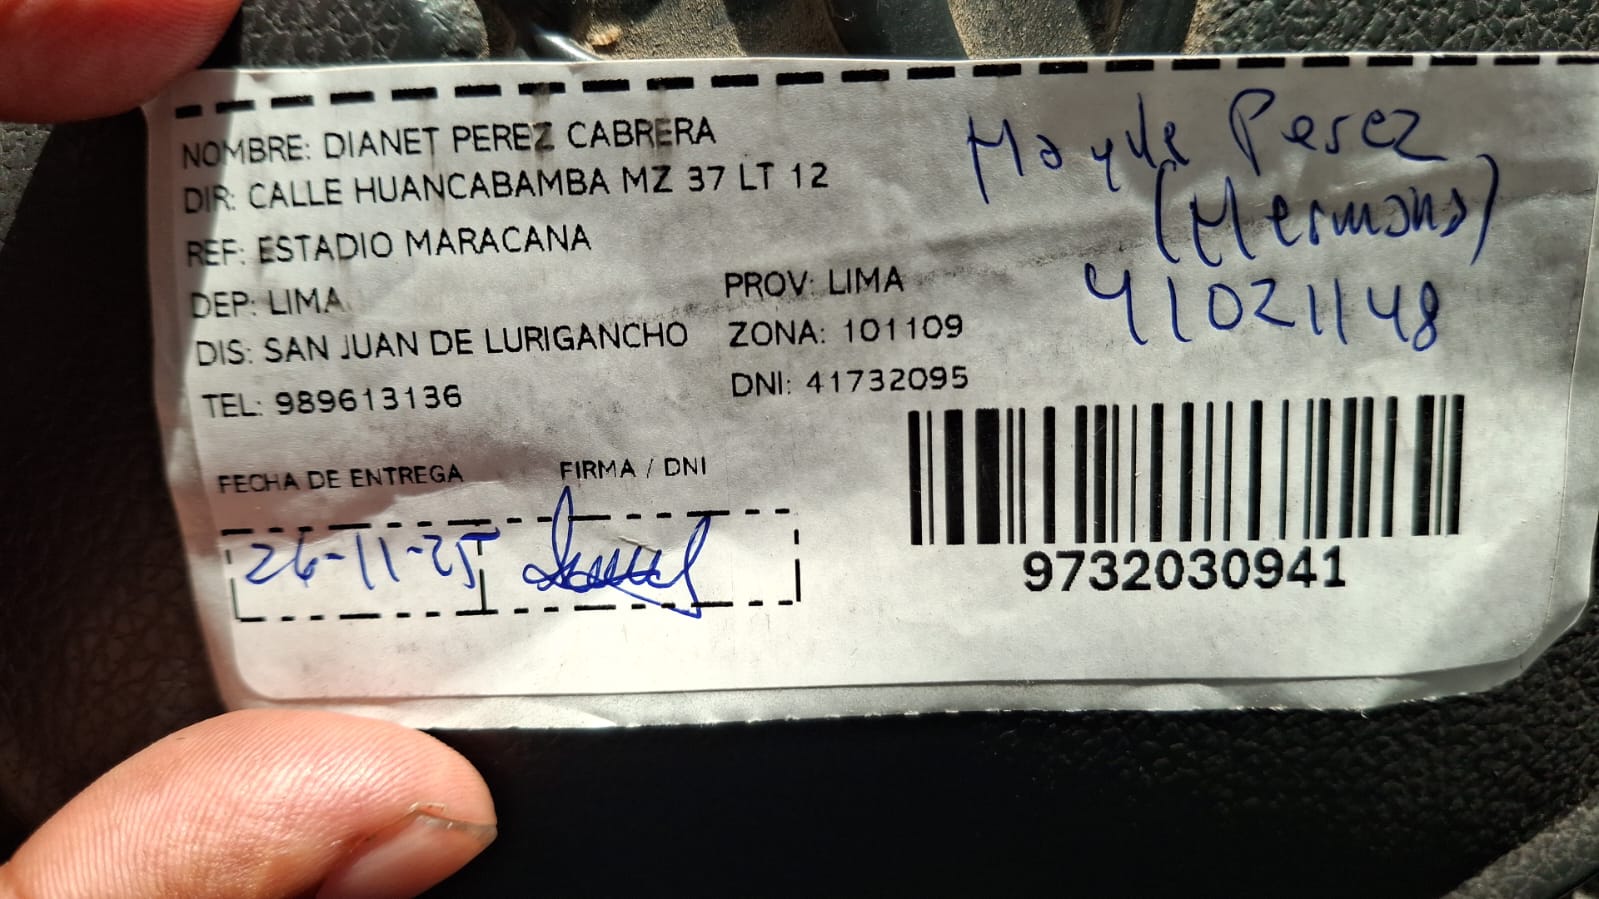 NOMBRE: DIANET PEREZ CABRERA
DIR: CALLE HUANCABAMBA MZ 37 LT 12
REF: ESTADIO MARACANA
DEP: LIMA
PROV: LIMA
DIS: SAN JUAN DE LURIGANCHO
ZONA: 101109
TEL: 989613136
DNI: 41732095
FECHA DE ENTREGA
FIRMA / DNI
26-11-25
Perez
(Hermana)
41021148
9732030941